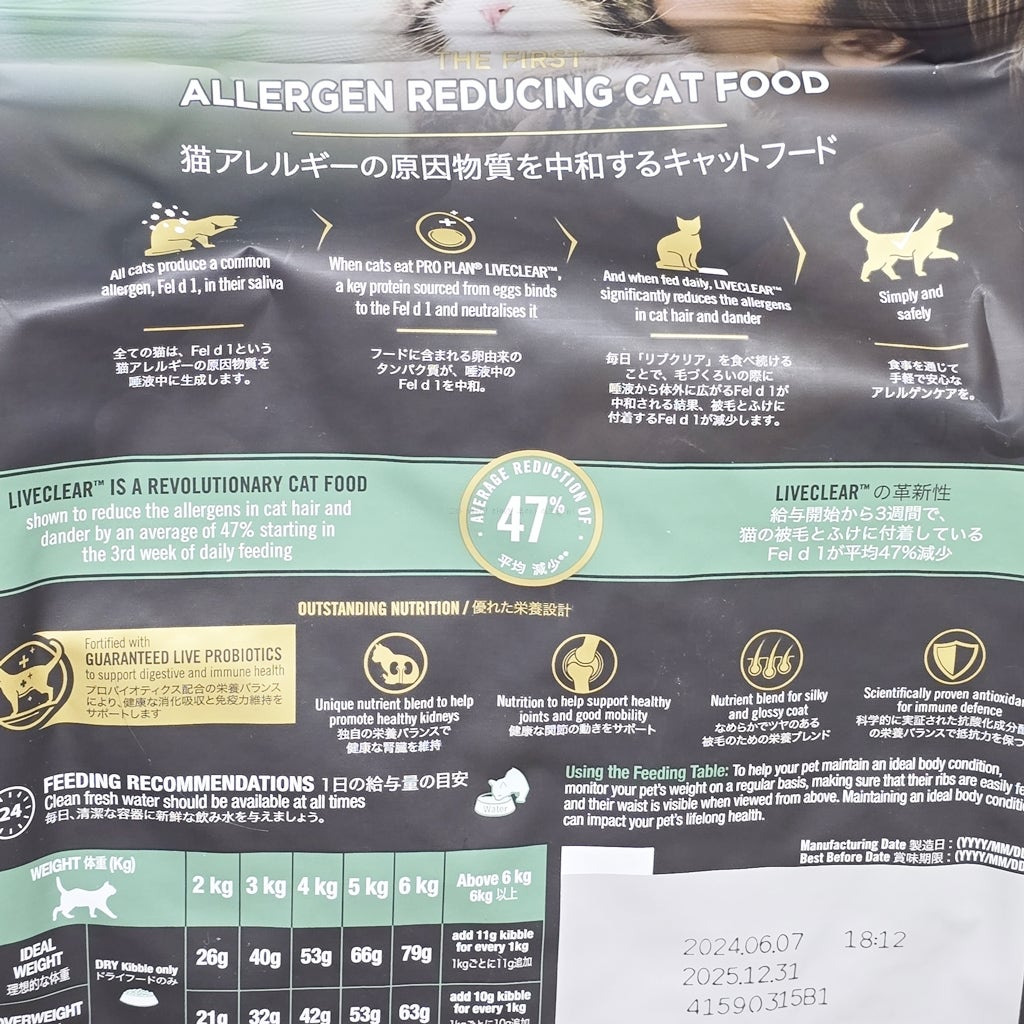 THE FIRST
ALLERGEN REDUCING CAT FOOD
猫アレルギーの原因物質を中和するキャットフード
All cats produce a common
allergen, Fel d 1, in their saliva
全ての猫は、Fel d 1という
猫アレルギーの原因物質を
唾液中に生成します。
When cats eat PRO PLAN® LIVECLEAR™,
a key protein sourced from eggs binds
to the Fel d 1 and neutralises it
フードに含まれる卵由来の
タンパク質が、唾液中の
Fel d 1を中和。
And when fed daily, LIVECLEAR™
significantly reduces the allergens
in cat hair and dander
毎日「リブクリア」を食べ続ける
ことで、毛づくろいの際に
唾液から体外に広がるFel d 1が
中和される結果、被毛とふけに
付着するFel d 1が減少します。
Simply and
safely
食事を通じて
手軽で安心な
アレルゲンケアを。
LIVECLEAR™ IS A REVOLUTIONARY CAT FOOD
shown to reduce the allergens in cat hair and
dander by an average of 47% starting in
the 3rd week of daily feeding
AVERAGE REDUCTION OF
47%
平均 減少**
LIVECLEAR™ の革新性
給与開始から3週間で、
猫の被毛とふけに付着している
Fel d 1が平均47%減少
OUTSTANDING NUTRITION / 優れた栄養設計
Fortified with
GUARANTEED LIVE PROBIOTICS
to support digestive and immune health
プロバイオティクス配合の栄養バランス
により、健康な消化吸収と免疫力維持を
サポートします
Unique nutrient blend to help
promote healthy kidneys
独自の栄養バランスで
健康な腎臓を維持
Nutrition to help support healthy
joints and good mobility
健康な関節の動きをサポート
Nutrient blend for silky
and glossy coat
なめらかでツヤのある
被毛のための栄養ブレンド
Scientifically proven antioxidan
for immune defence
科学的に実証された抗酸化成分配
の栄養バランスで抵抗力を保つ
24
FEEDING RECOMMENDATIONS 1日の給与量の目安
Clean fresh water should be available at all times
毎日、清潔な容器に新鮮な飲み水を与えましょう。
Water
Using the Feeding Table: To help your pet maintain an ideal body condition,
monitor your pet's weight on a regular basis, making sure that their ribs are easily fe
and their waist is visible when viewed from above. Maintaining an ideal body conditio
can impact your pet's lifelong health.
Manufacturing Date 製造日 : (YYYY/MM/DD
Best Before Date 賞味期限 : (YYYY/MM/DD
WEIGHT 体重 (Kg)
2 kg 3 kg 4 kg 5 kg 6 kg Above 6 kg
6kg 以上
IDEAL
WEIGHT
理想的な体重
DRY Kibble only
ドライフードのみ
26g 40g 53g 66g 79g
add 11g kibble
for every 1kg
1kgごとに11g追加
OVERWEIGHT
21g 32g 42g 53g 63g
add 10g kibble
for every 1kg
1kgごとに10g追加
2024.06.07 18:12
2025.12.31
41590315B1